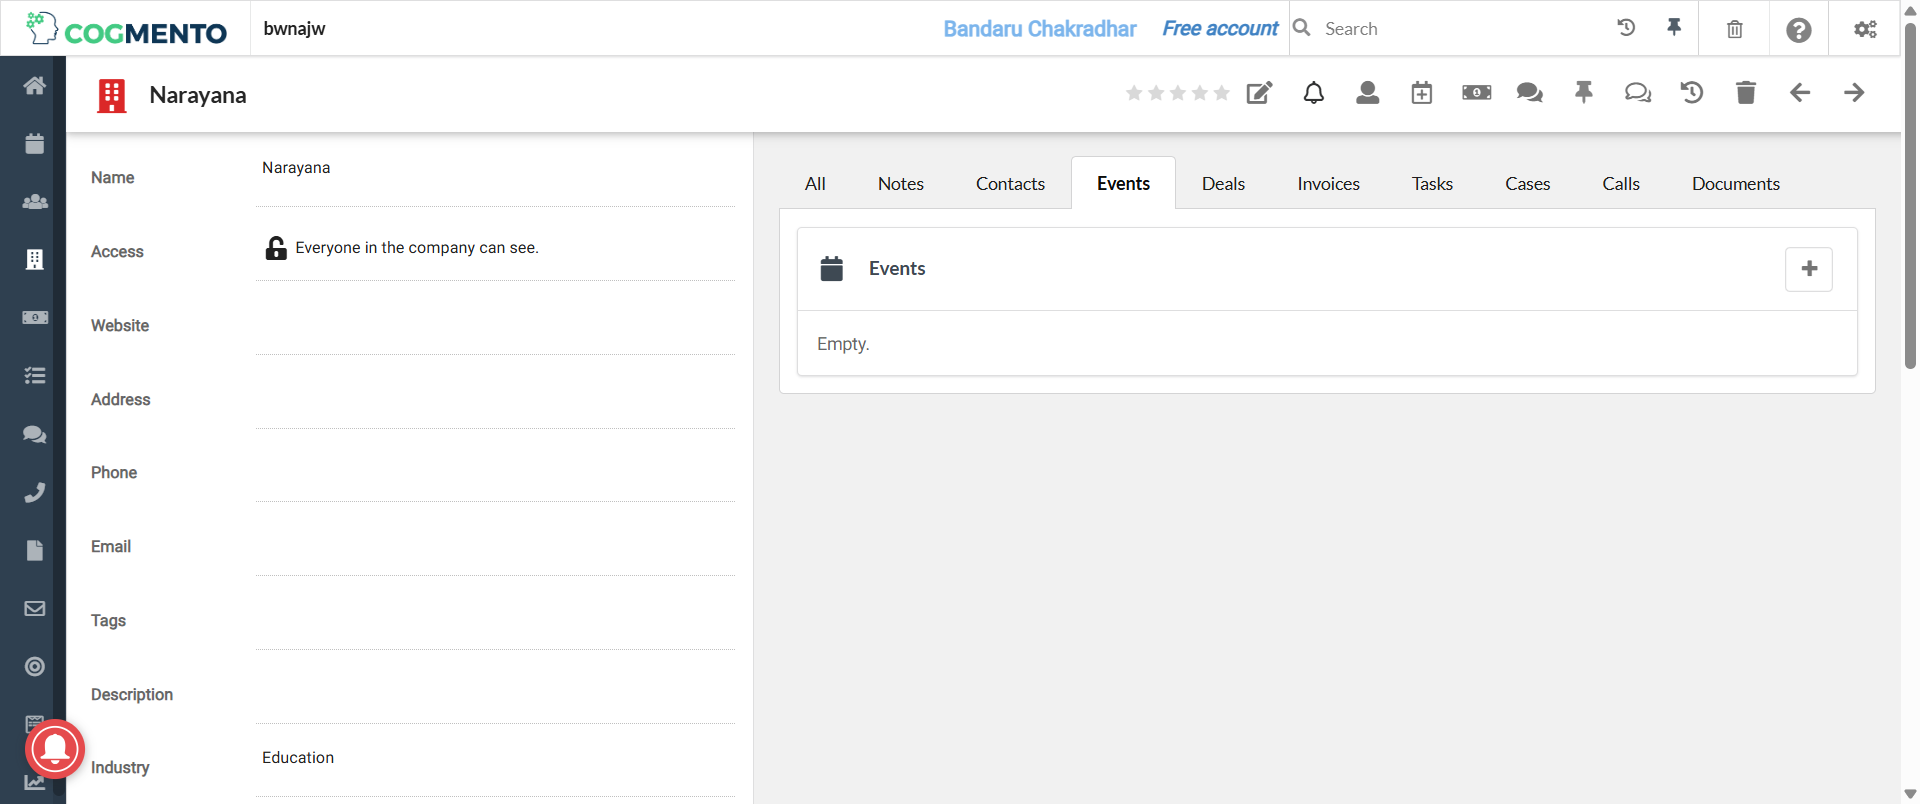 COGMENTO
bwnajw
Bandaru Chakradhar
Free account
Search
Narayana
Name
Narayana
Access
Everyone in the company can see.
Website
Address
Phone
Email
Tags
Description
Industry
Education
All
Notes
Contacts
Events
Deals
Invoices
Tasks
Cases
Calls
Documents
Events
Empty.